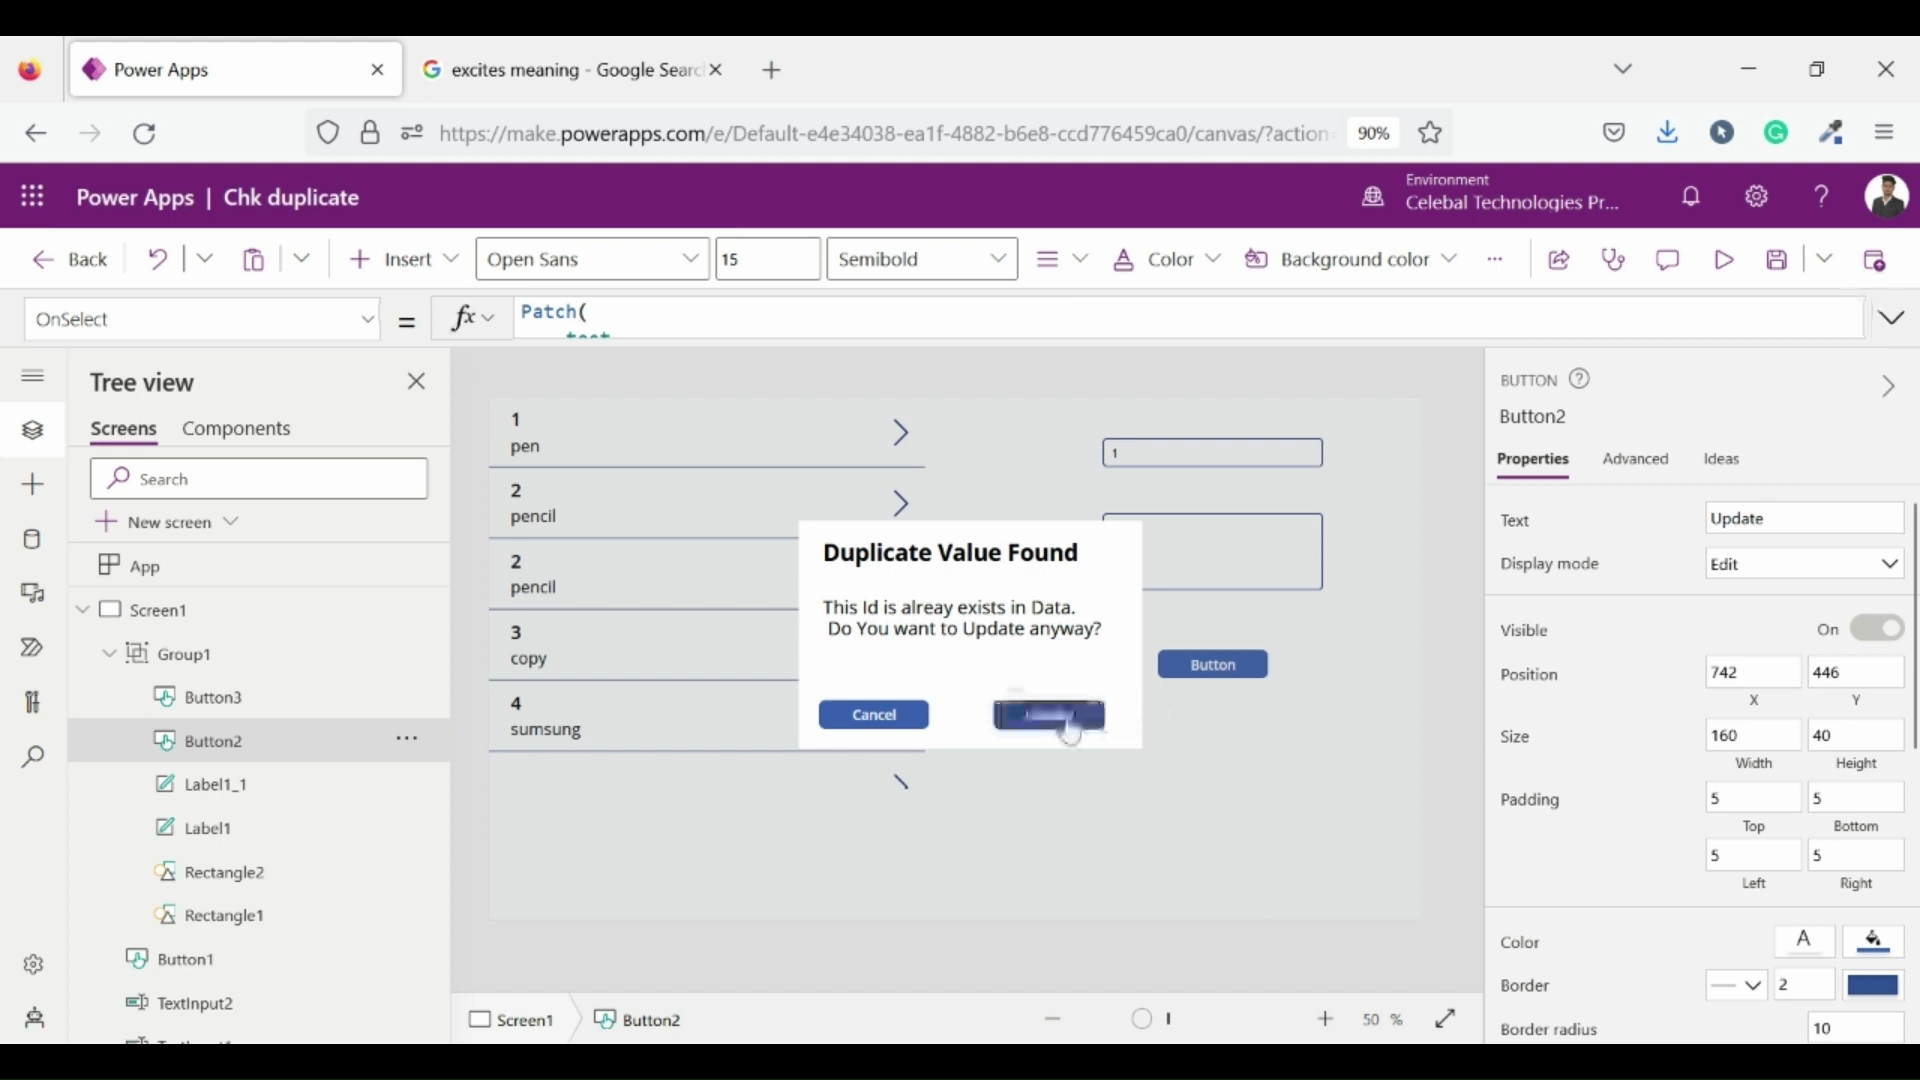 Power Apps
excites meaning - Google Searc
https://make.powerapps.com/e/Default-e4e34038-ea1f-4882-b6e8-ccd776459ca0/canvas/?action=
90%
Power Apps | Chk duplicate
Environment
Celebal Technologies Pr...
Back
Insert
Open Sans
15
Semibold
Color
Background color
OnSelect
=
fx
Patch(
test
Tree view
Screens
Components
Search
New screen
App
Screen1
Group1
Button3
Button2
Label1_1
Label1
Rectangle2
Rectangle1
Button1
TextInput2
1
pen
2
pencil
2
pencil
3
copy
4
sumsung
1
Duplicate Value Found
This Id is alreay exists in Data.
Do You want to Update anyway?
Cancel
Button
Screen1
Button2
50 %
BUTTON
Button2
Properties
Advanced
Ideas
Text
Update
Display mode
Edit
Visible
On
Position
742
446
X
Y
Size
160
40
Width
Height
Padding
5
5
Top
Bottom
5
5
Left
Right
Color
A
Border
2
Border radius
10